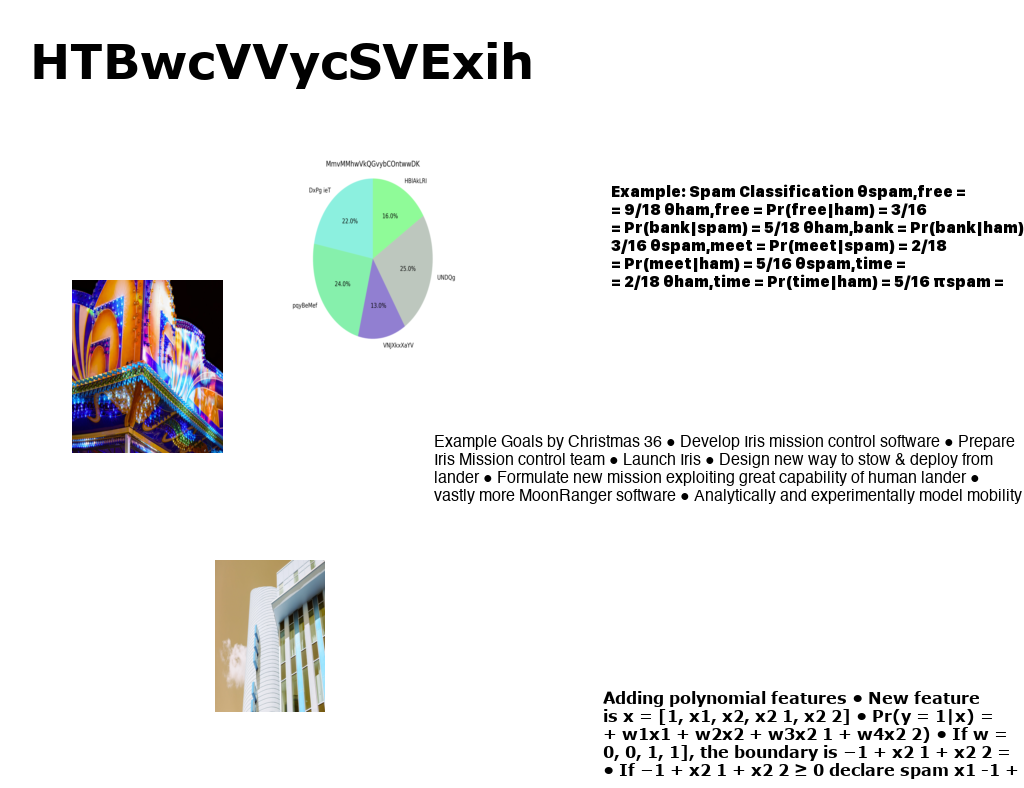 HTBwcVVycSVExih
MmvMMhwVkQGvybCOntwwDK
DxPg ieT
HBIAkLRl
22.0%
16.0%
25.0%
UNDQg
24.0%
13.0%
pqyBeMef
VNJXkxXaYV
Example: Spam Classification θspam,free =
= 9/18 θham,free = Pr(free|ham) = 3/16
= Pr(bank|spam) = 5/18 θham,bank = Pr(bank|ham)
3/16 θspam,meet = Pr(meet|spam) = 2/18
= Pr(meet|ham) = 5/16 θspam,time =
= 2/18 θham,time = Pr(time|ham) = 5/16 πspam =
Example Goals by Christmas 36 ● Develop Iris mission control software ● Prepare
Iris Mission control team ● Launch Iris ● Design new way to stow & deploy from
lander ● Formulate new mission exploiting great capability of human lander ●
vastly more MoonRanger software ● Analytically and experimentally model mobility
Adding polynomial features ● New feature
is x = [1, x1, x2, x2 1, x2 2] ● Pr(y = 1|x) =
+ w1x1 + w2x2 + w3x2 1 + w4x2 2) ● If w =
0, 0, 1, 1], the boundary is −1 + x2 1 + x2 2 =
● If −1 + x2 1 + x2 2 ≥ 0 declare spam x1 -1 +